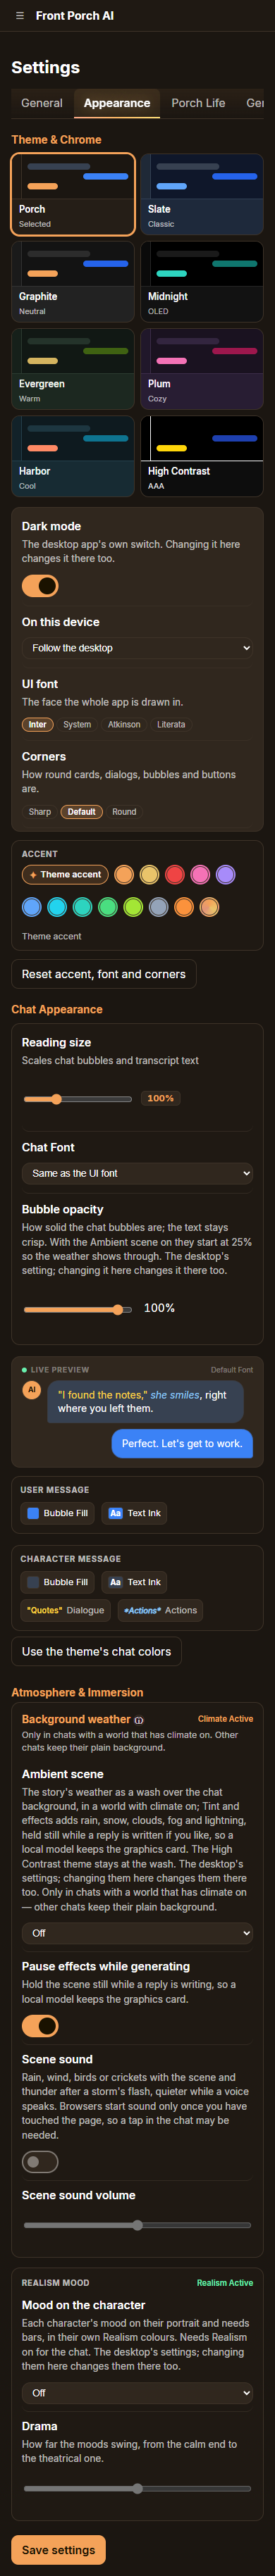 Front Porch AI
Settings
General
Appearance
Porch Life
Theme & Chrome
Porch
Selected
Slate
Classic
Graphite
Neutral
Midnight
OLED
Evergreen
Warm
Plum
Cozy
Harbor
Cool
High Contrast
AAA
Dark mode
The desktop app's own switch. Changing it here
changes it there too.
On this device
Follow the desktop
UI font
The face the whole app is drawn in.
Inter
System
Atkinson
Literata
Corners
How round cards, dialogs, bubbles and buttons
are.
Sharp
Default
Round
ACCENT
Theme accent
Theme accent
Reset accent, font and corners
Chat Appearance
Reading size
Scales chat bubbles and transcript text
100%
Chat Font
Same as the UI font
Bubble opacity
How solid the chat bubbles are; the text stays
crisp. With the Ambient scene on they start at 25%
so the weather shows through. The desktop's
setting; changing it here changes it there too.
100%
LIVE PREVIEW
Default Font
AI
"I found the notes," she smiles, right
where you left them.
Perfect. Let's get to work.
USER MESSAGE
Bubble Fill
Aa Text Ink
CHARACTER MESSAGE
Bubble Fill
Aa Text Ink
"Quotes" Dialogue
*Actions* Actions
Use the theme's chat colors
Atmosphere & Immersion
Background weather
Climate Active
Only in chats with a world that has climate on. Other
chats keep their plain background.
Ambient scene
The story's weather as a wash over the chat
background, in a world with climate on; Tint and
effects adds rain, snow, clouds, fog and lightning,
held still while a reply is written if you like, so a
local model keeps the graphics card. The High
Contrast theme stays at the wash. The desktop's
settings; changing them here changes them there
too. Only in chats with a world that has climate on
— other chats keep their plain background.
Off
Pause effects while generating
Hold the scene still while a reply is writing, so a
local model keeps the graphics card.
Scene sound
Rain, wind, birds or crickets with the scene and
thunder after a storm's flash, quieter while a voice
speaks. Browsers start sound only once you have
touched the page, so a tap in the chat may be
needed.
Scene sound volume
REALISM MOOD
Realism Active
Mood on the character
Each character's mood on their portrait and needs
bars, in their own Realism colours. Needs Realism
on for the chat. The desktop's settings; changing
them here changes them there too.
Off
Drama
How far the moods swing, from the calm end to
the theatrical one.
Save settings